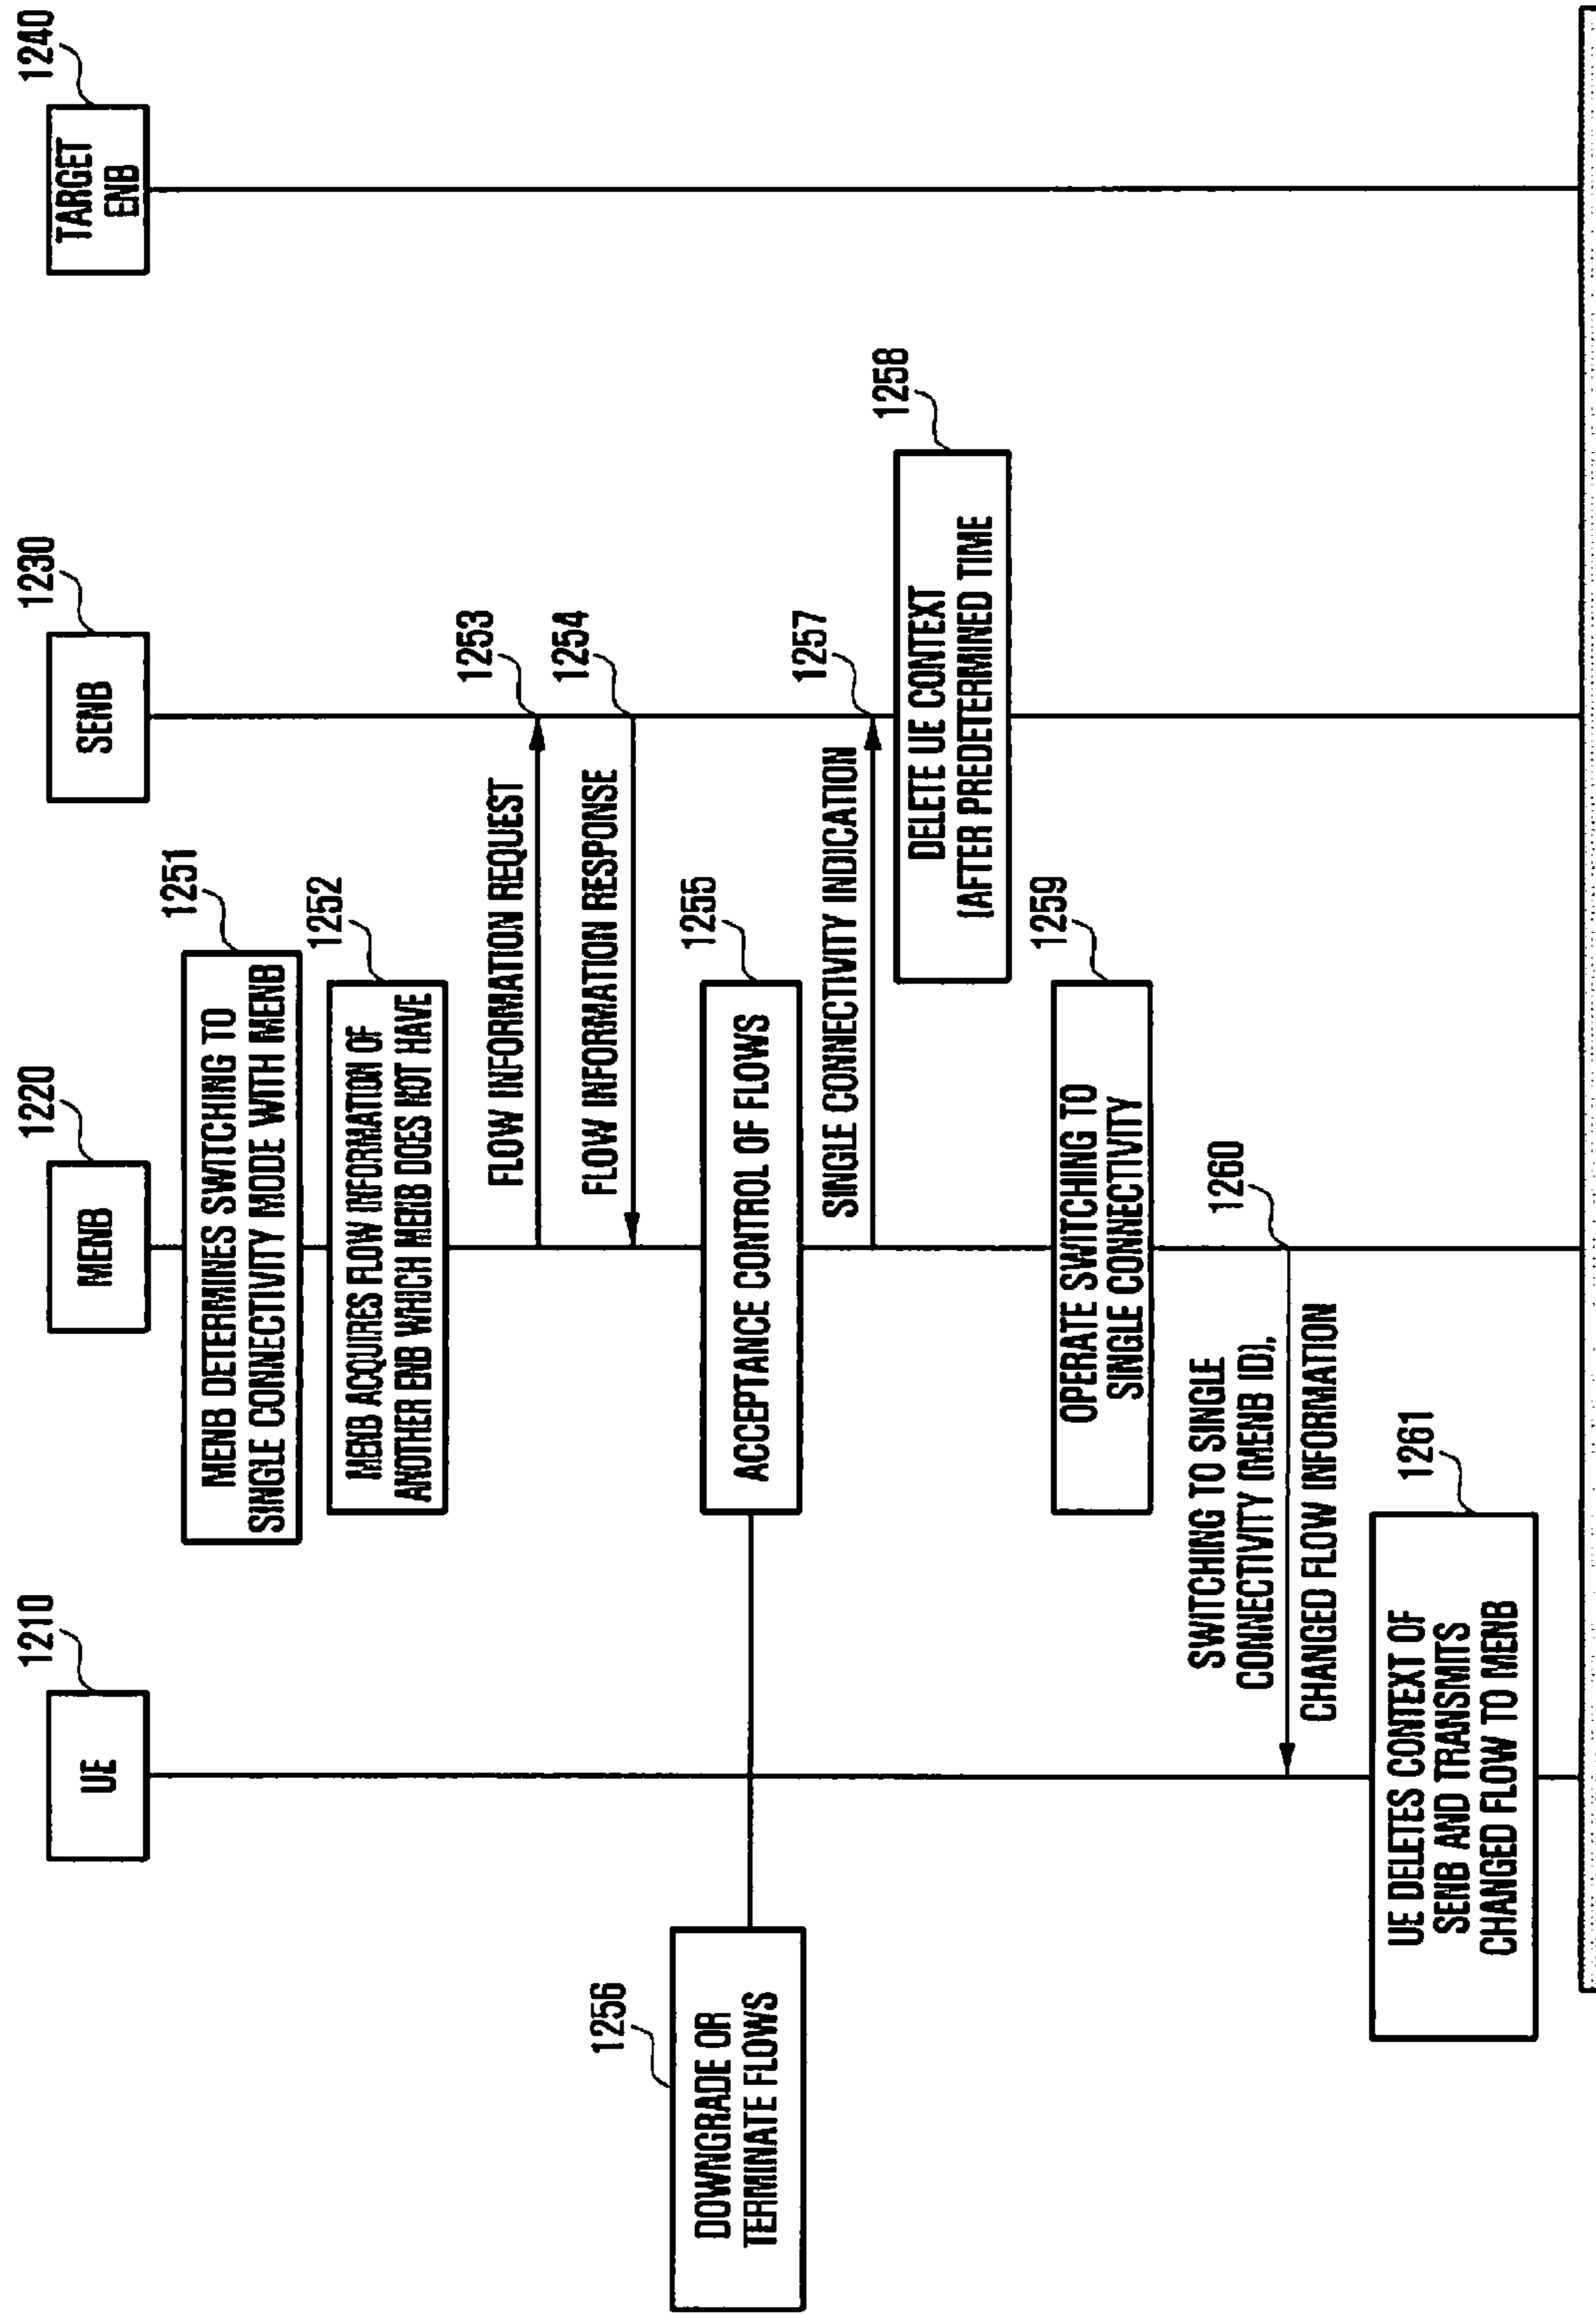 1210
UE
1220
MENB
1230
SENB
1240
TARGET
ENB
1251
MENB DETERMINES SWITCHING TO
SINGLE CONNECTIVITY MODE WITH MENB
1252
MENB ACQUIRES FLOW INFORMATION OF
ANOTHER ENB WHICH MENB DOES NOT HAVE
FLOW INFORMATION REQUEST
1253
FLOW INFORMATION RESPONSE
1254
1255
ACCEPTANCE CONTROL OF FLOWS
1256
DOWNGRADE OR
TERMINATE FLOWS
SINGLE CONNECTIVITY INDICATION
1257
1258
DELETE UE CONTEXT
(AFTER PREDETERMINED TIME
1259
OPERATE SWITCHING TO
SINGLE CONNECTIVITY
1260
SWITCHING TO SINGLE
CONNECTIVITY (MENB ID),
CHANGED FLOW INFORMATION
1261
UE DELETES CONTEXT OF
SENB AND TRANSMITS
CHANGED FLOW TO MENB